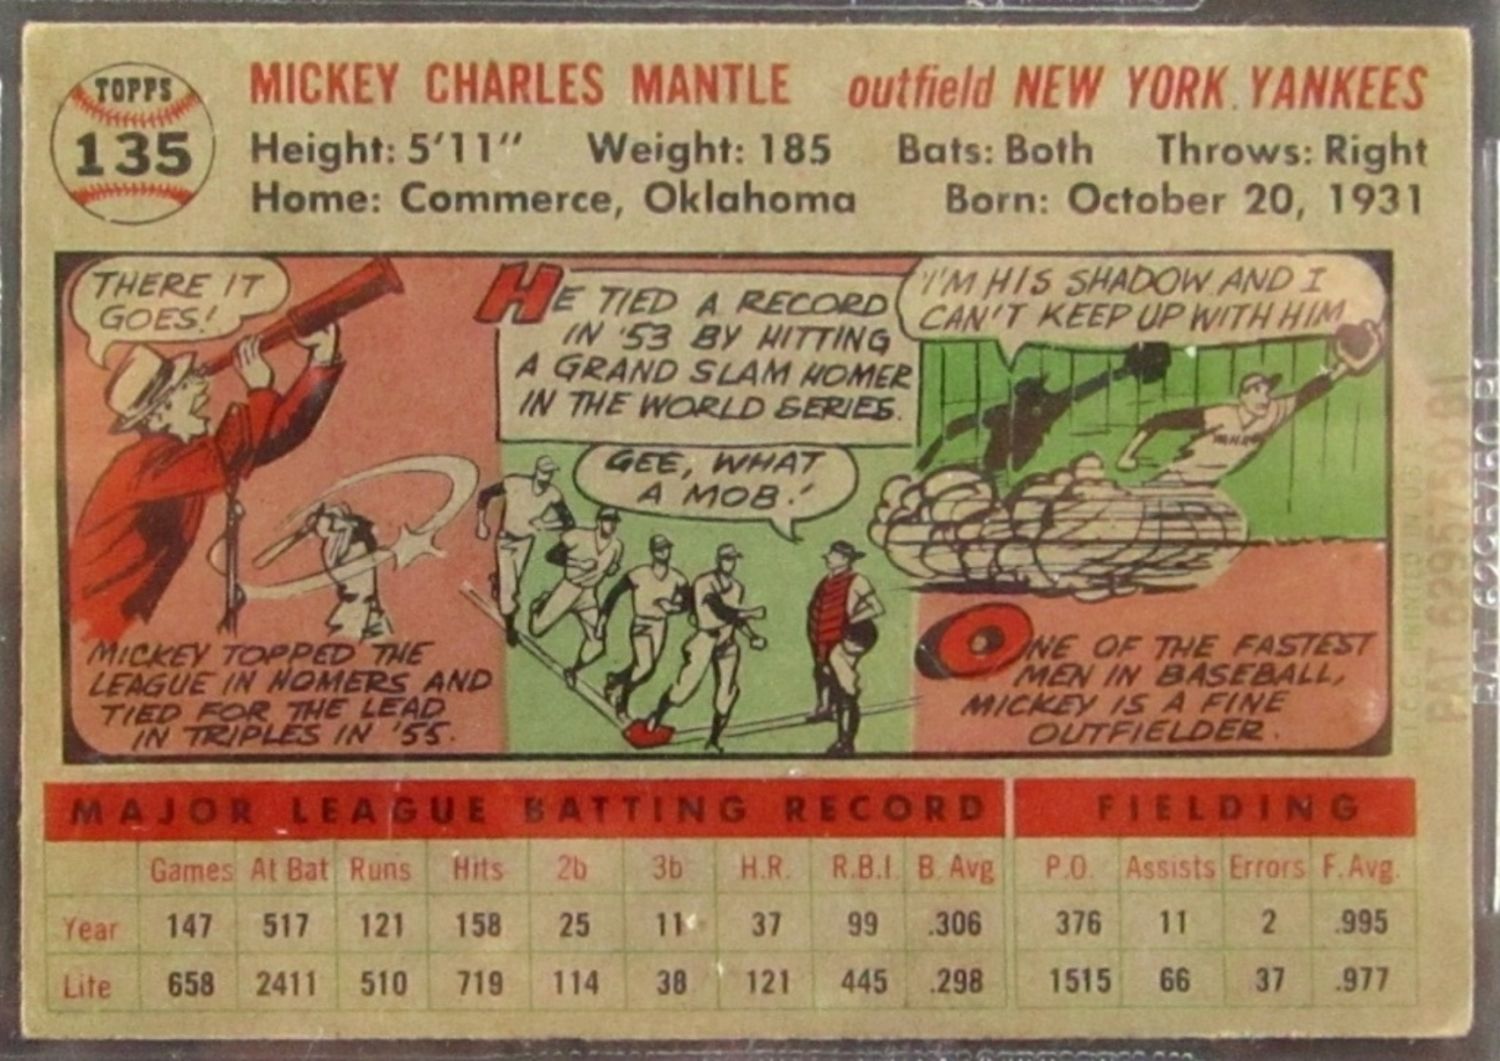 TOPPS
135
MICKEY CHARLES MANTLE outfield NEW YORK YANKEES
Height: 5'11" Weight: 185 Bats: Both Throws: Right
Home: Commerce, Oklahoma Born: October 20, 1931
THERE IT
GOES!
MICKEY TOPPED THE
LEAGUE IN HOMERS AND
TIED FOR THE LEAD
IN TRIPLES IN '55.
HE TIED A RECORD
IN '53 BY HITTING
A GRAND SLAM HOMER
IN THE WORLD SERIES.
GEE, WHAT
A MOB!
I'M HIS SHADOW AND I
CAN'T KEEP UP WITH HIM
ONE OF THE FASTEST
MEN IN BASEBALL,
MICKEY IS A FINE
OUTFIELDER.
MAJOR LEAGUE BATTING RECORD FIELDING
Games At Bat Runs Hits 2b 3b H.R. R.B.I. B. Avg P.O. Assists Errors F. Avg.
Year 147 517 121 158 25 11 37 99 .306 376 11 2 .995
Life 658 2411 510 719 114 38 121 445 .298 1515 66 37 .977